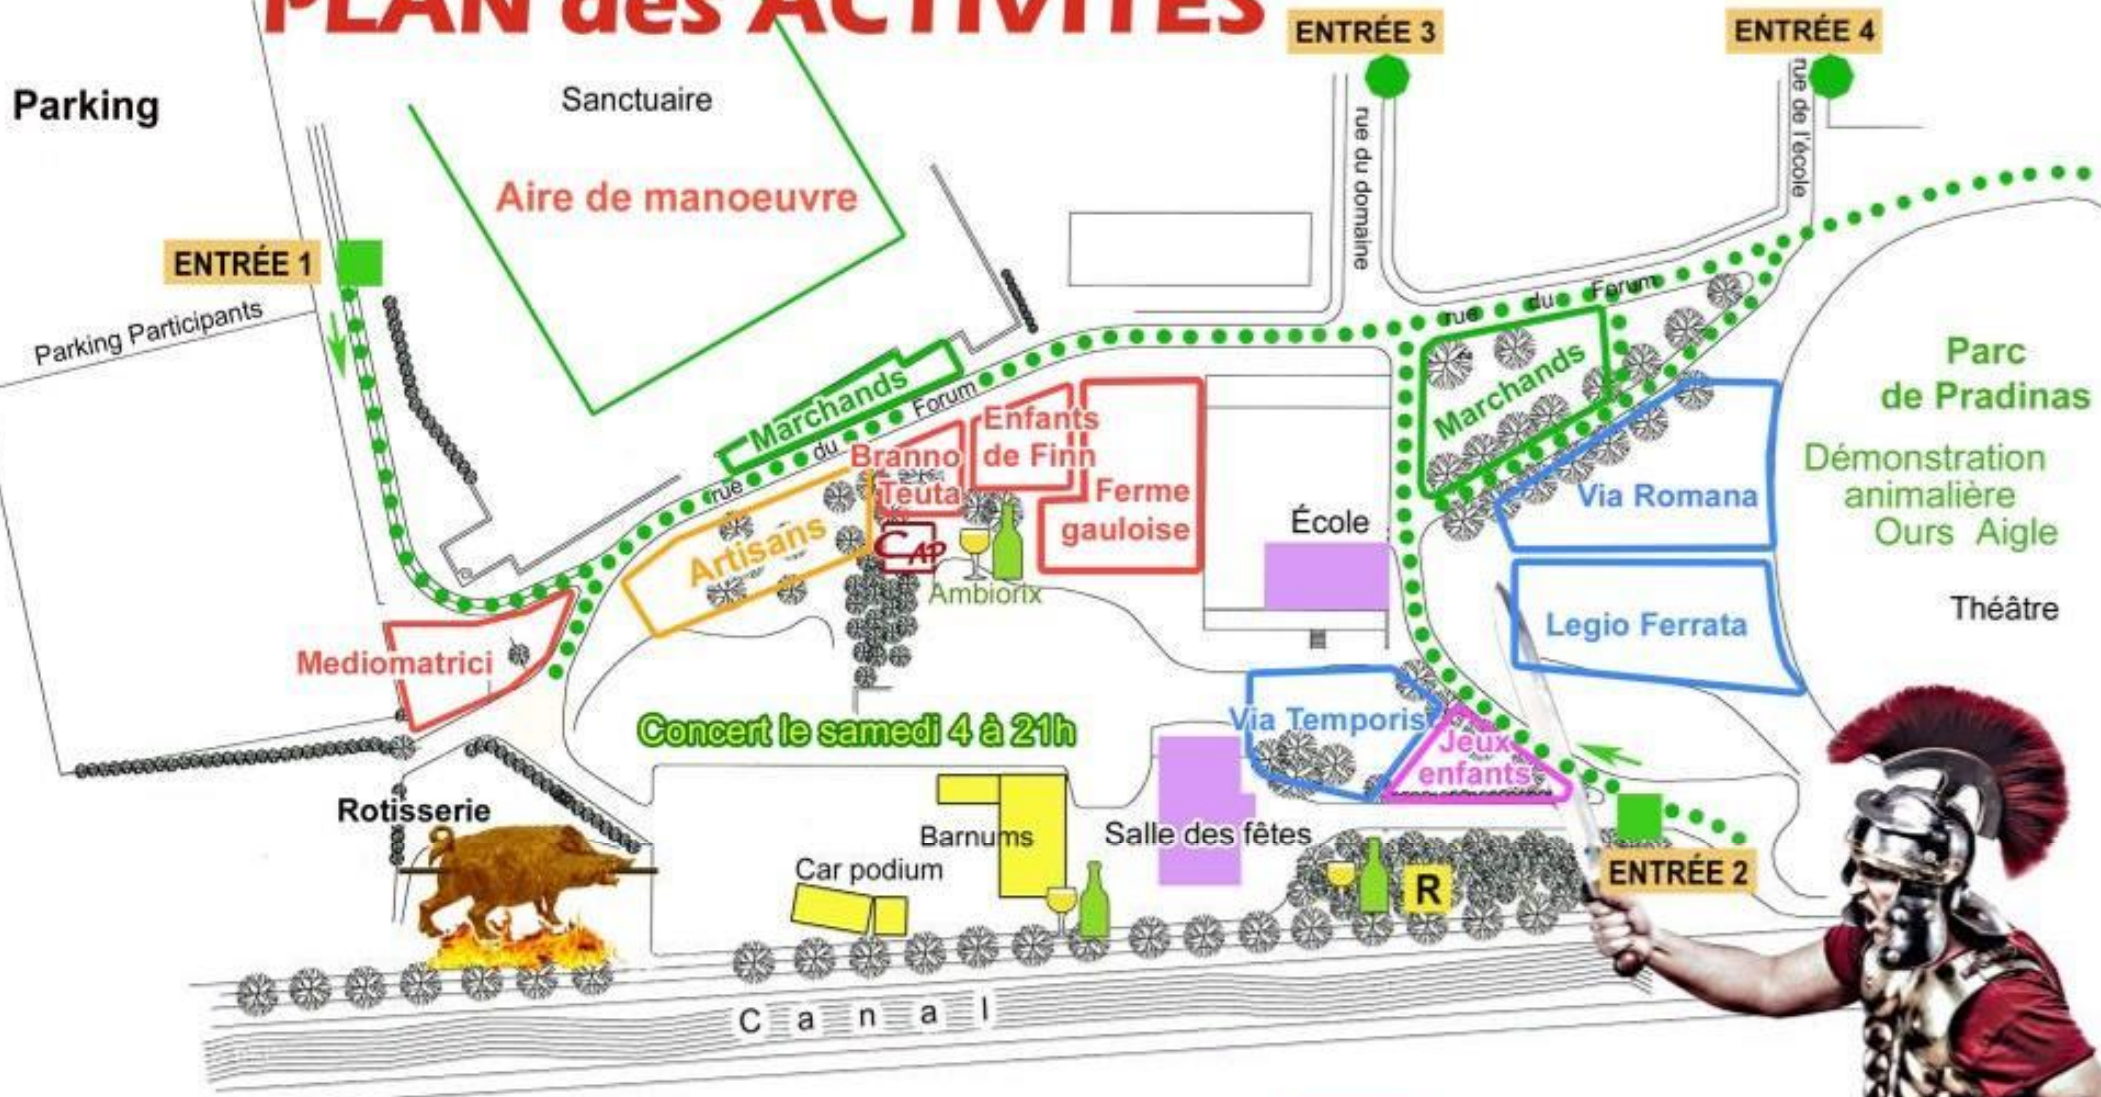 PLAN des ACTIVITÉS
ENTRÉE 3
ENTRÉE 4
Parking
Sanctuaire
rue du domaine
rue de l'école
Aire de manoeuvre
ENTRÉE 1
Parking Participants
rue du Forum
Marchands
Marchands
rue du Forum
Parc
de Pradinas
Démonstration
animalière
Ours Aigle
Enfants
de Finn
Branno
Teuta
Ferme
gauloise
Via Romana
Artisans
CAP
École
Ambiorix
Théâtre
Legio Ferrata
Mediomatrici
Concert le samedi 4 à 21h
Via Temporis
Jeux
enfants
Rotisserie
Barnums
Salle des fêtes
Car podium
R
ENTRÉE 2
Canal